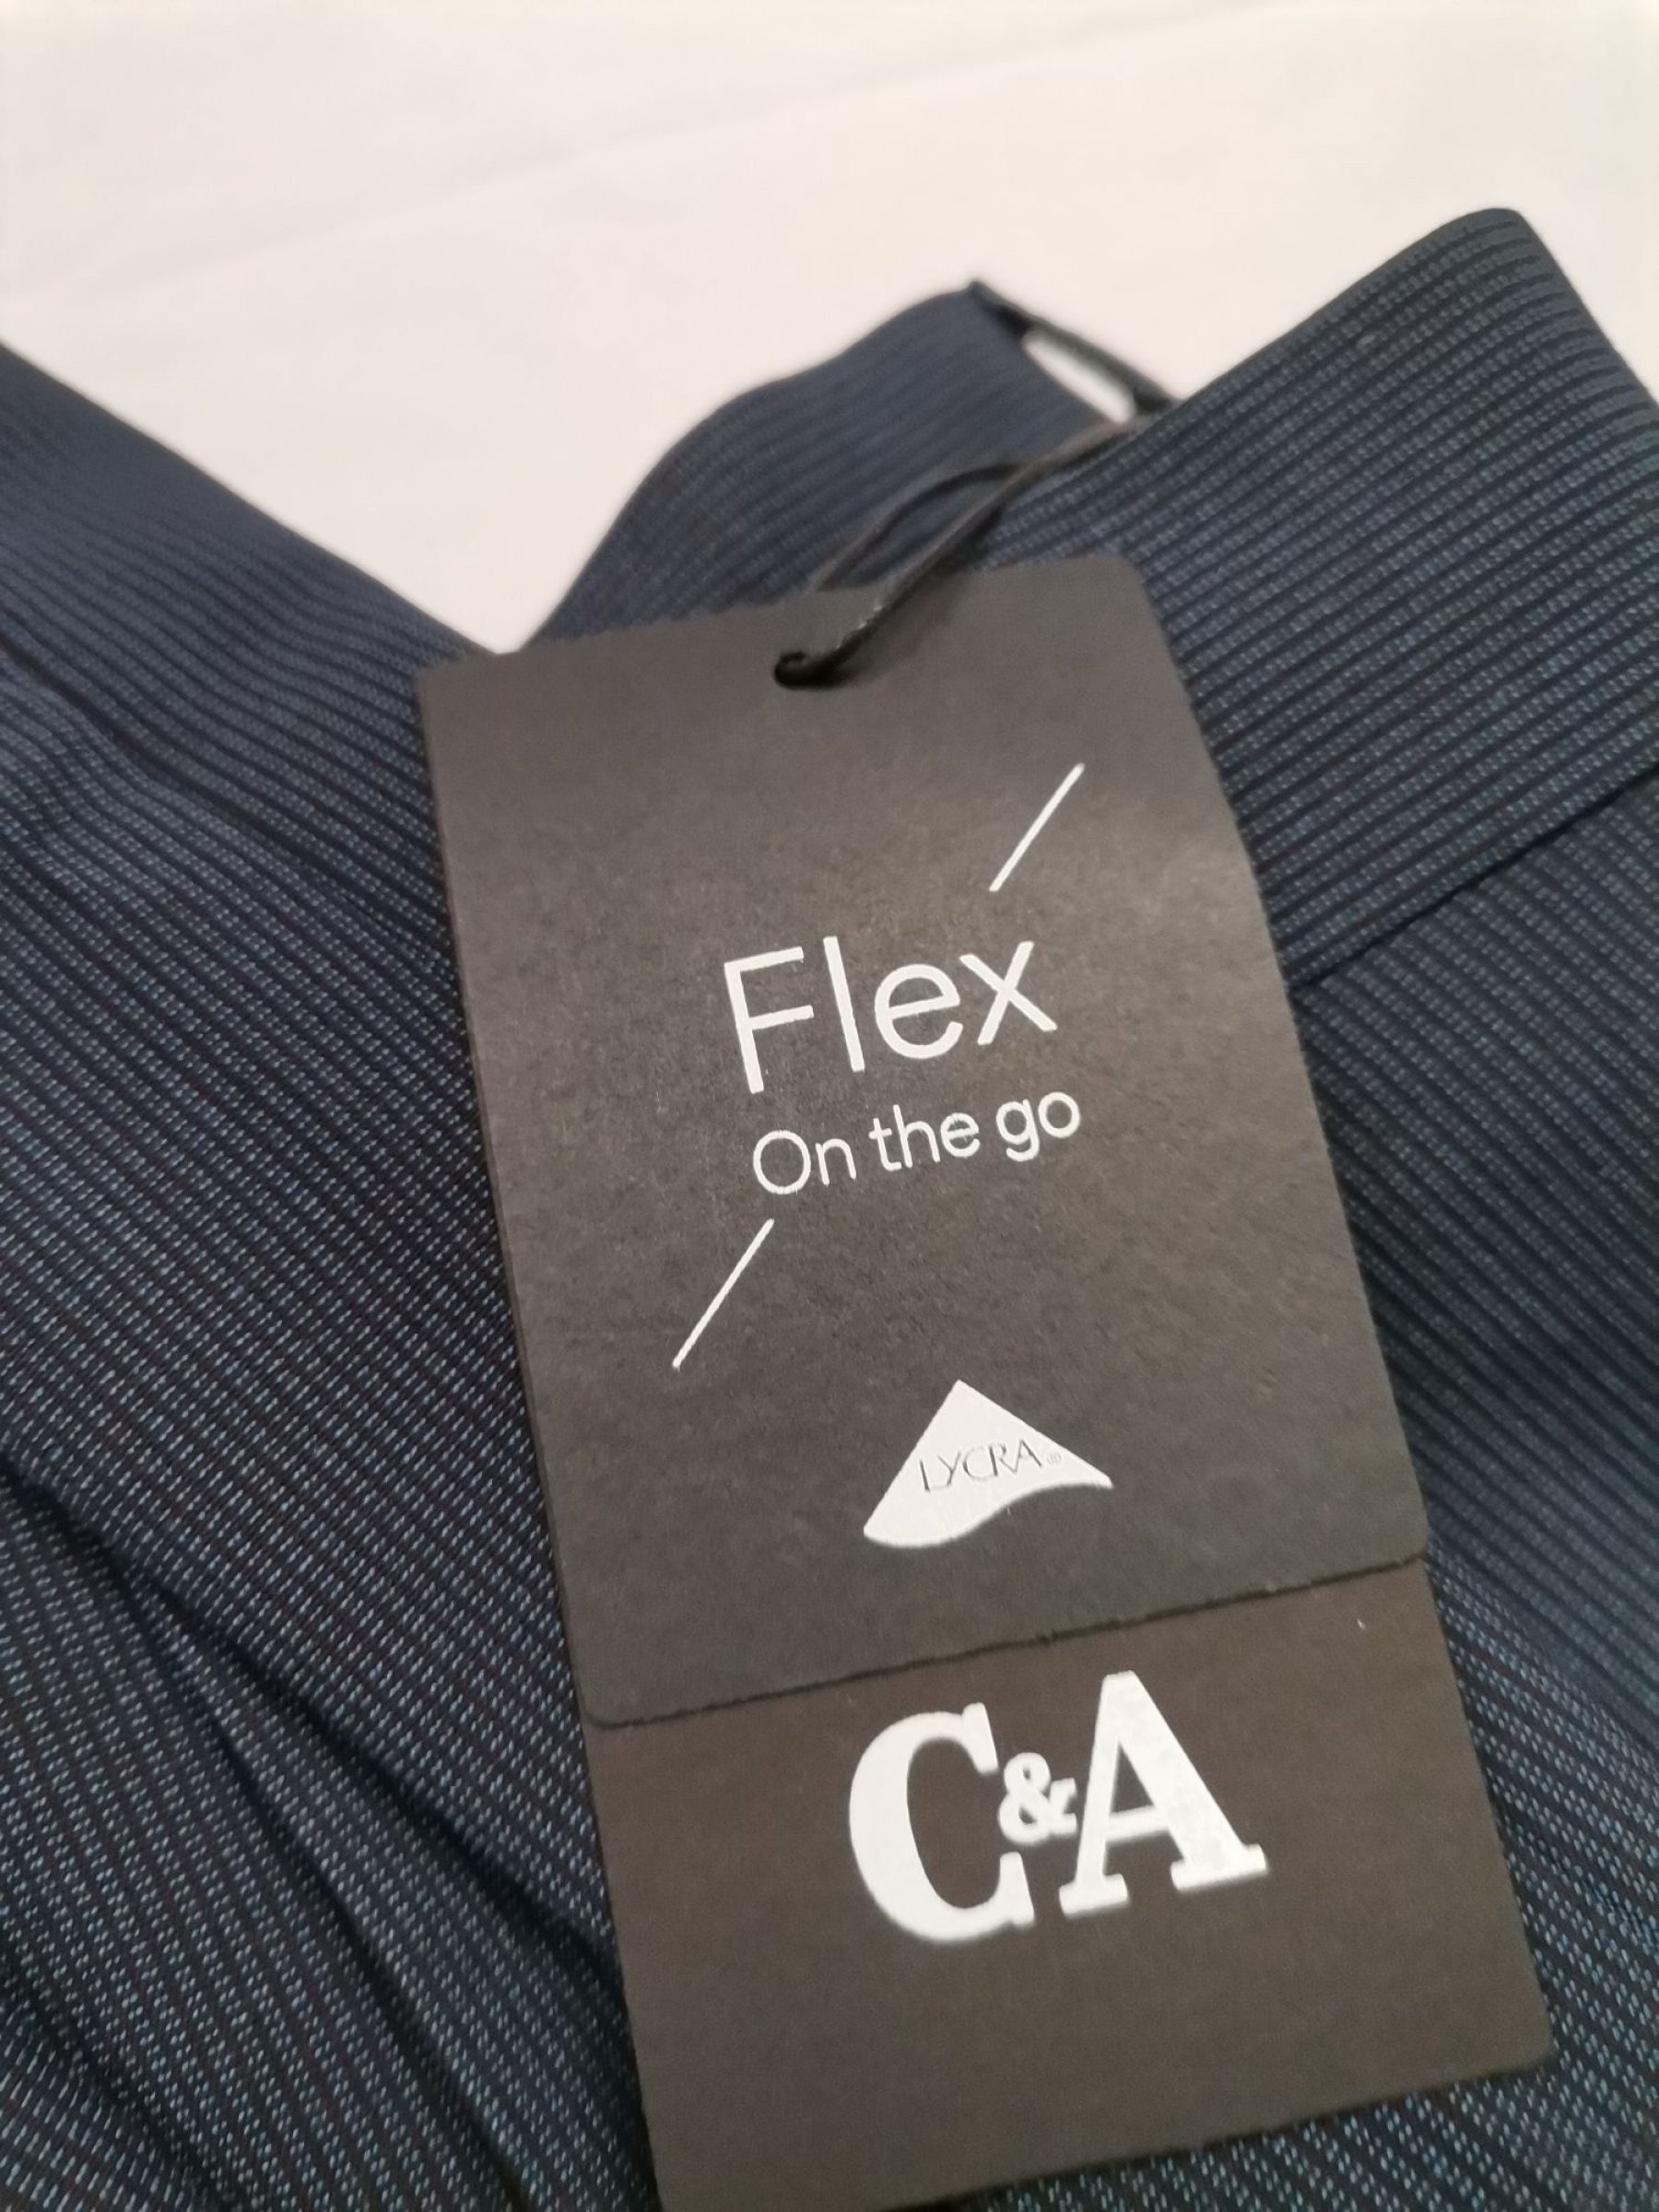 Flex
On the go
LYCRA®
C&A